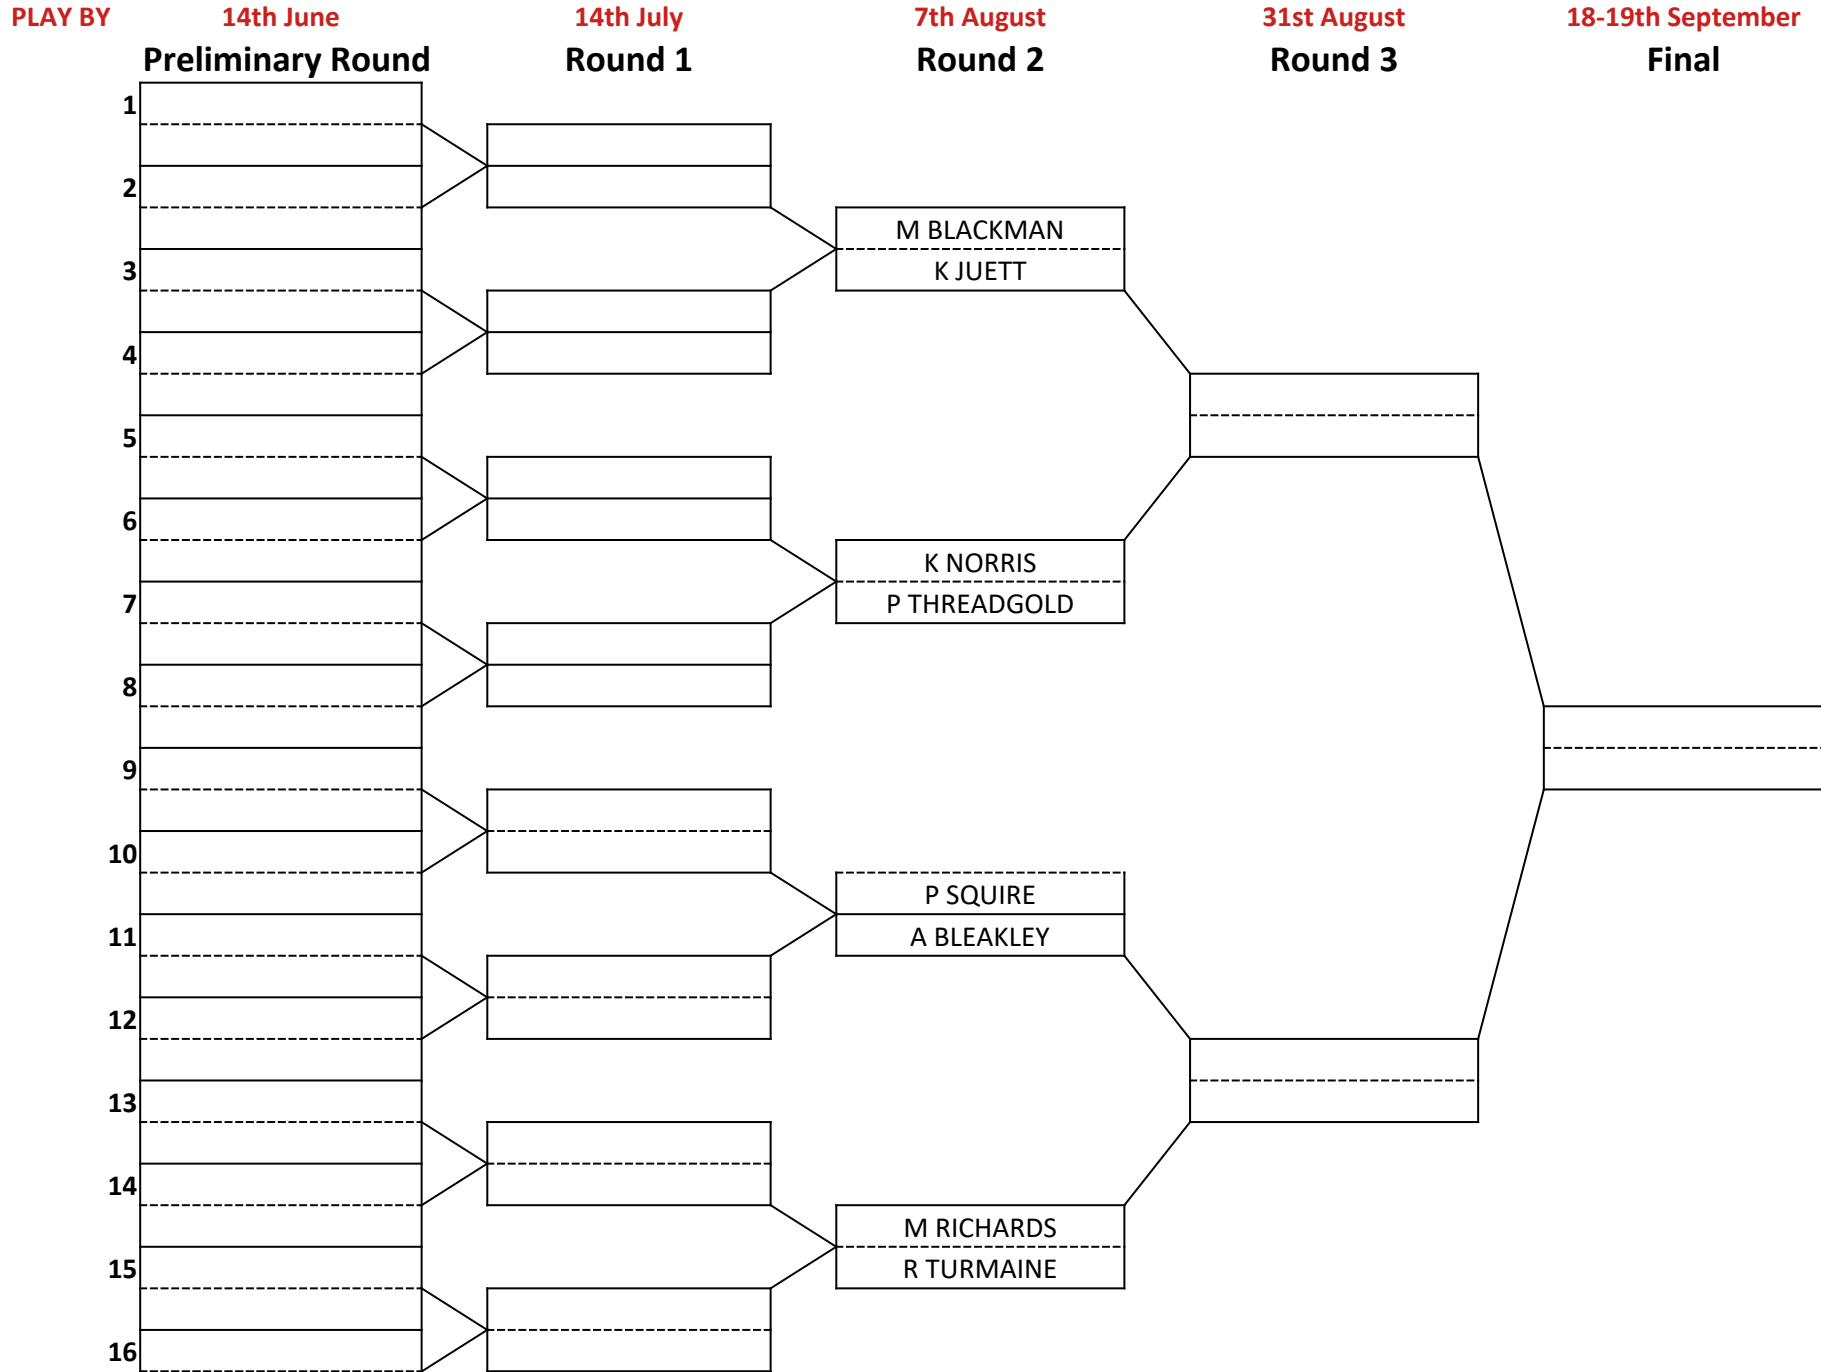 PLAY BY 14th June 14th July 7th August 31st August 18-19th September
Preliminary Round Round 1 Round 2 Round 3 Final
1
2
M BLACKMAN
3
K JUETT
4
5
6
K NORRIS
7
P THREADGOLD
8
9
10
P SQUIRE
11
A BLEAKLEY
12
13
14
M RICHARDS
15
R TURMAINE
16